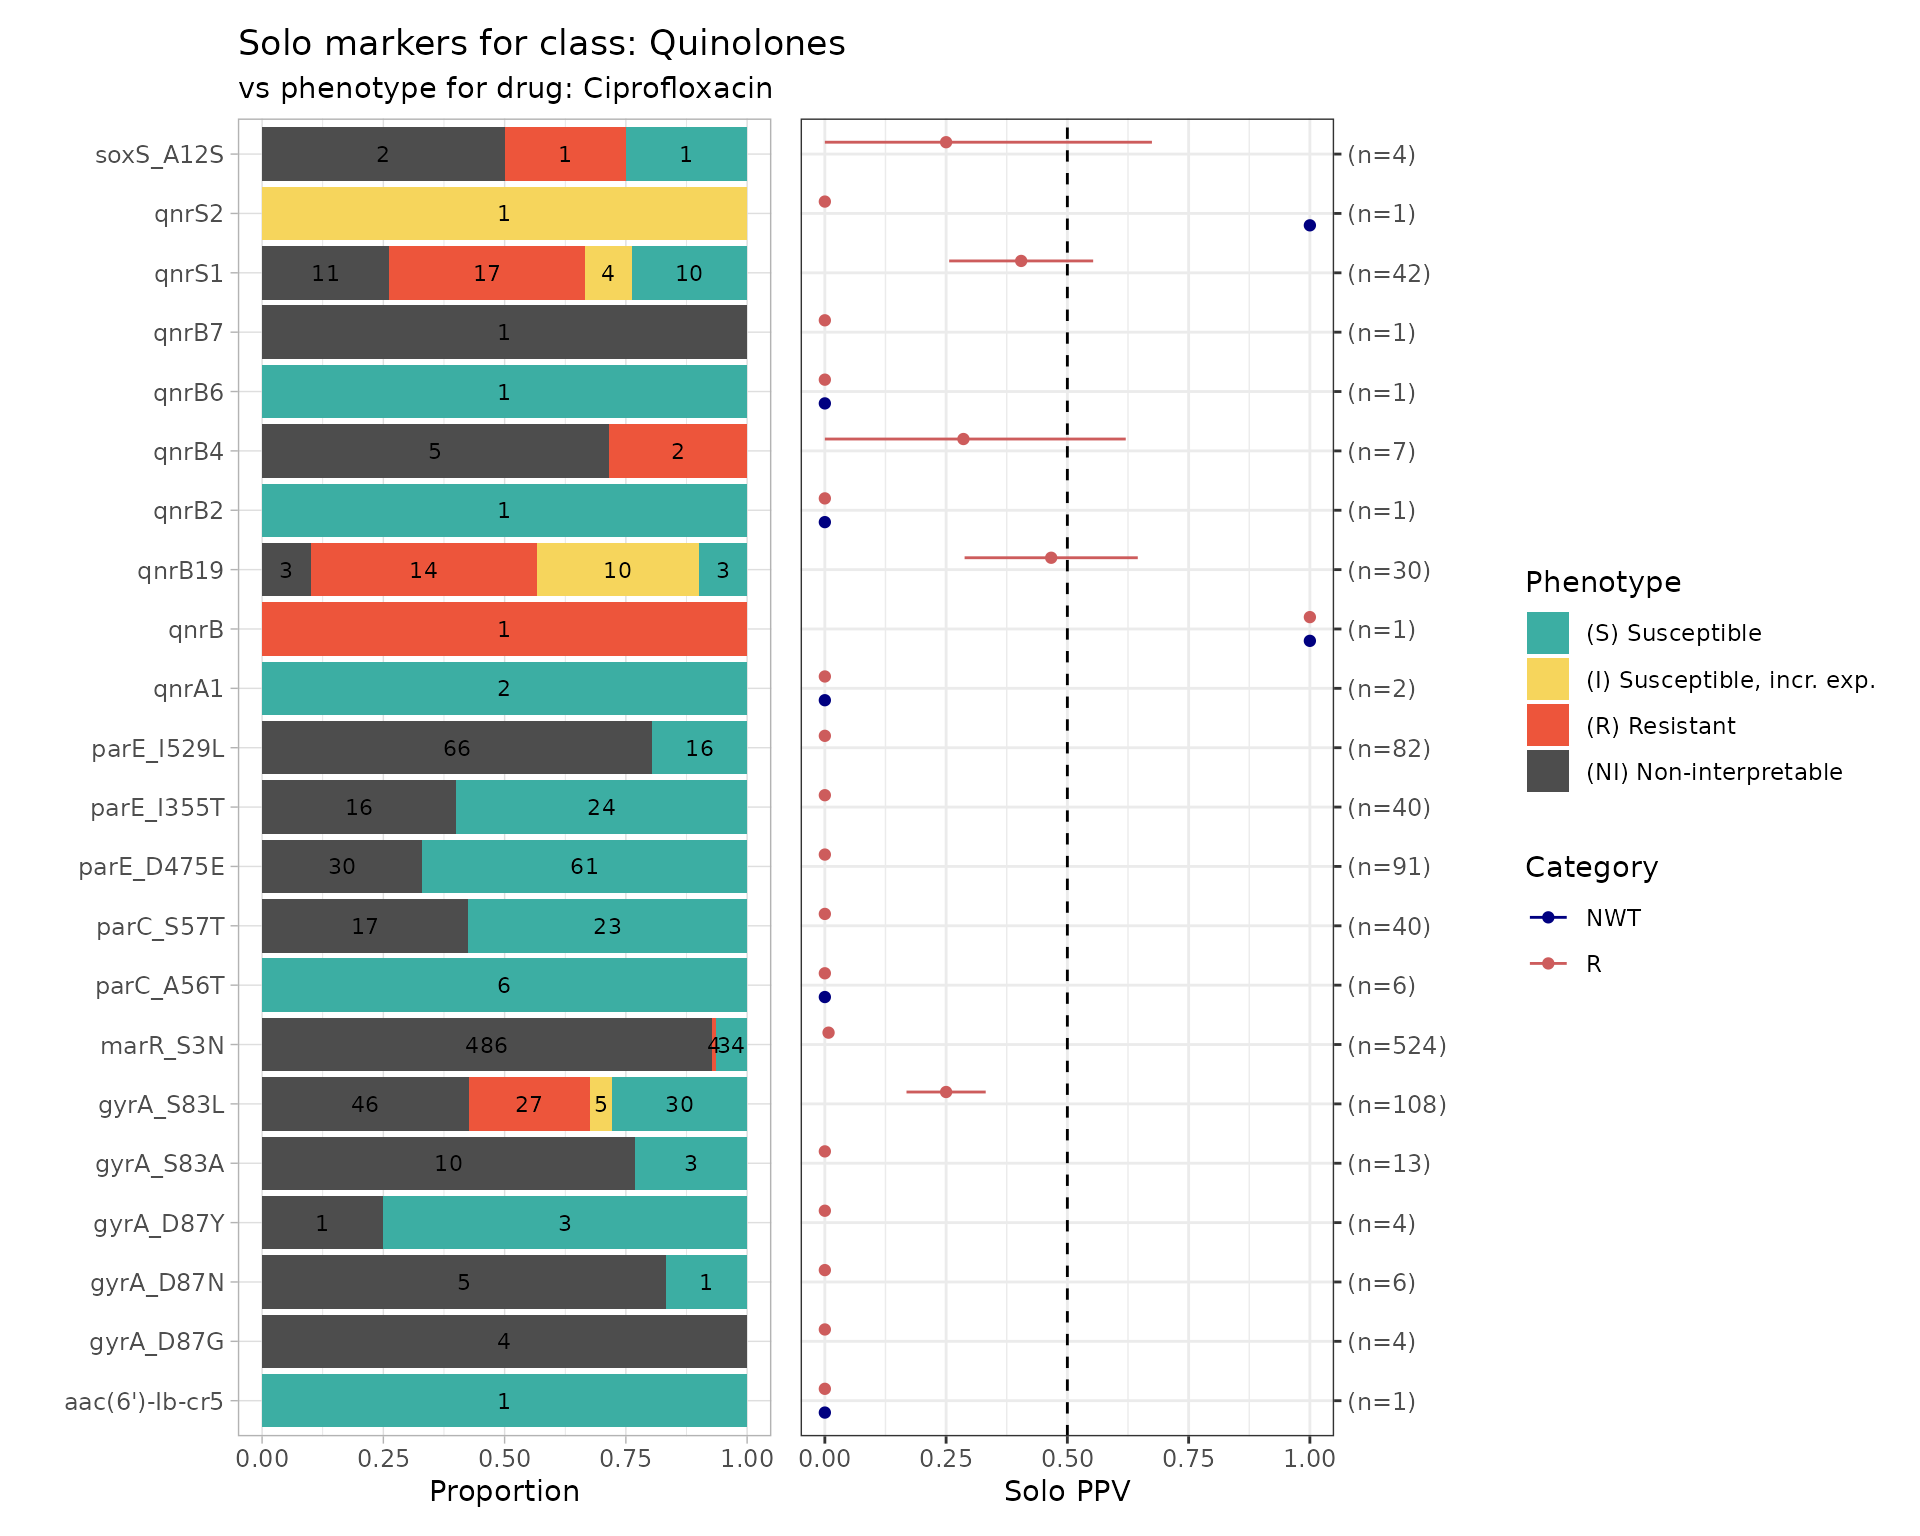 Solo markers for class: Quinolones
vs phenotype for drug: Ciprofloxacin
soxS_A12S 2 1 1 (n=4)
qnrS2 1 (n=1)
qnrS1 11 17 4 10 (n=42)
qnrB7 1 (n=1)
qnrB6 1 (n=1)
qnrB4 5 2 (n=7)
qnrB2 1 (n=1)
qnrB19 3 14 10 3 (n=30)
qnrB 1 (n=1)
qnrA1 2 (n=2)
parE_I529L 66 16 (n=82)
parE_I355T 16 24 (n=40)
parE_D475E 30 61 (n=91)
parC_S57T 17 23 (n=40)
parC_A56T 6 (n=6)
marR_S3N 486 4 34 (n=524)
gyrA_S83L 46 27 5 30 (n=108)
gyrA_S83A 10 3 (n=13)
gyrA_D87Y 1 3 (n=4)
gyrA_D87N 5 1 (n=6)
gyrA_D87G 4 (n=4)
aac(6')-Ib-cr5 1 (n=1)
0.00 0.25 0.50 0.75 1.00
Proportion
0.00 0.25 0.50 0.75 1.00
Solo PPV
Phenotype
(S) Susceptible
(I) Susceptible, incr. exp.
(R) Resistant
(NI) Non-interpretable
Category
NWT
R